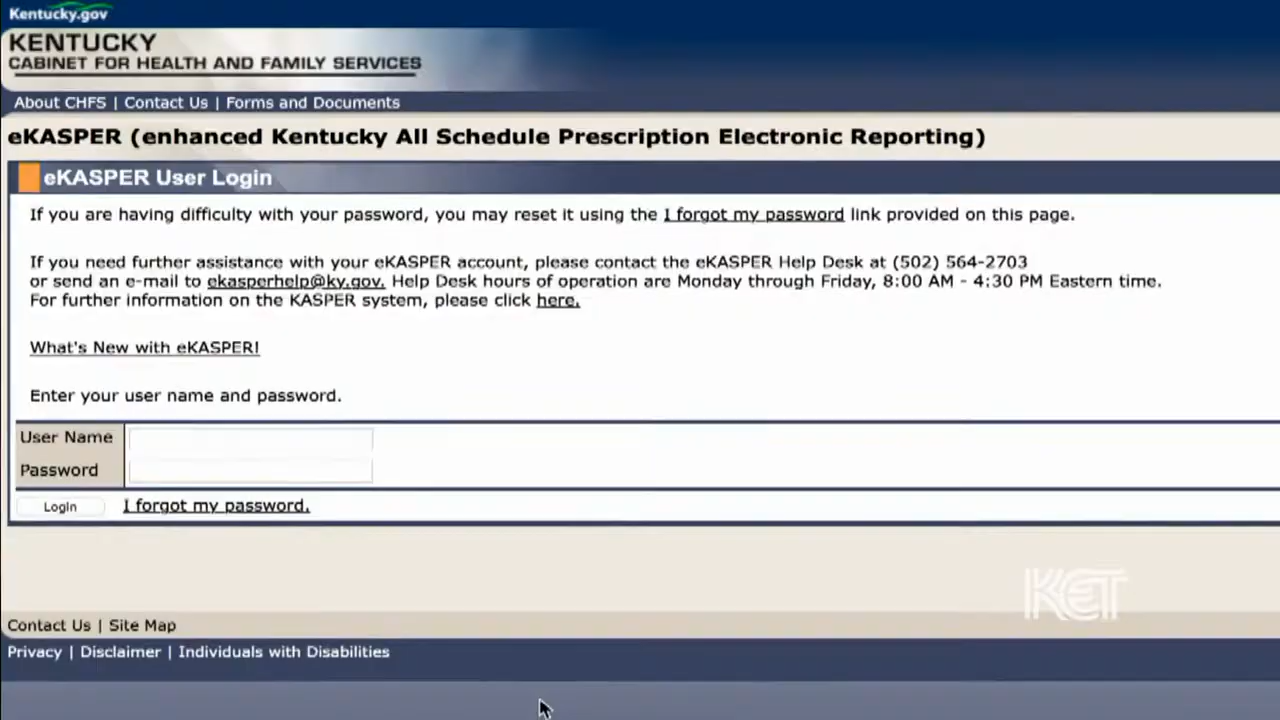 Kentucky.gov
KENTUCKY
CABINET FOR HEALTH AND FAMILY SERVICES
About CHFS | Contact Us | Forms and Documents
eKASPER (enhanced Kentucky All Schedule Prescription Electronic Reporting)
eKASPER User Login
If you are having difficulty with your password, you may reset it using the I forgot my password link provided on this page.
If you need further assistance with your eKASPER account, please contact the eKASPER Help Desk at (502) 564-2703
or send an e-mail to ekasperhelp@ky.gov. Help Desk hours of operation are Monday through Friday, 8:00 AM - 4:30 PM Eastern time.
For further information on the KASPER system, please click here.
What's New with eKASPER!
Enter your user name and password.
User Name
Password
Login I forgot my password.
KET
Contact Us | Site Map
Privacy | Disclaimer | Individuals with Disabilities